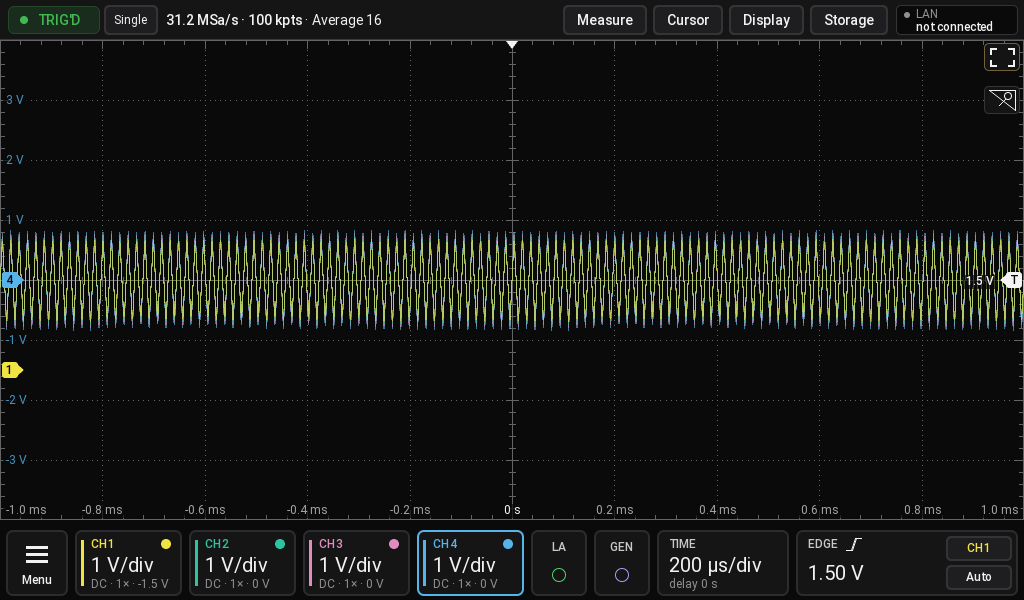 TRIG'D
Single
31.2 MSa/s · 100 kpts · Average 16
Measure
Cursor
Display
Storage
LAN
not connected
3 V
2 V
1 V
4
1.5 V
T
-1 V
1
-2 V
-3 V
-1.0 ms
-0.8 ms
-0.6 ms
-0.4 ms
-0.2 ms
0 s
0.2 ms
0.4 ms
0.6 ms
0.8 ms
1.0 ms
Menu
CH1
1 V/div
DC · 1× · -1.5 V
CH2
1 V/div
DC · 1× · 0 V
CH3
1 V/div
DC · 1× · 0 V
CH4
1 V/div
DC · 1× · 0 V
LA
GEN
TIME
200 µs/div
delay 0 s
EDGE
1.50 V
CH1
Auto